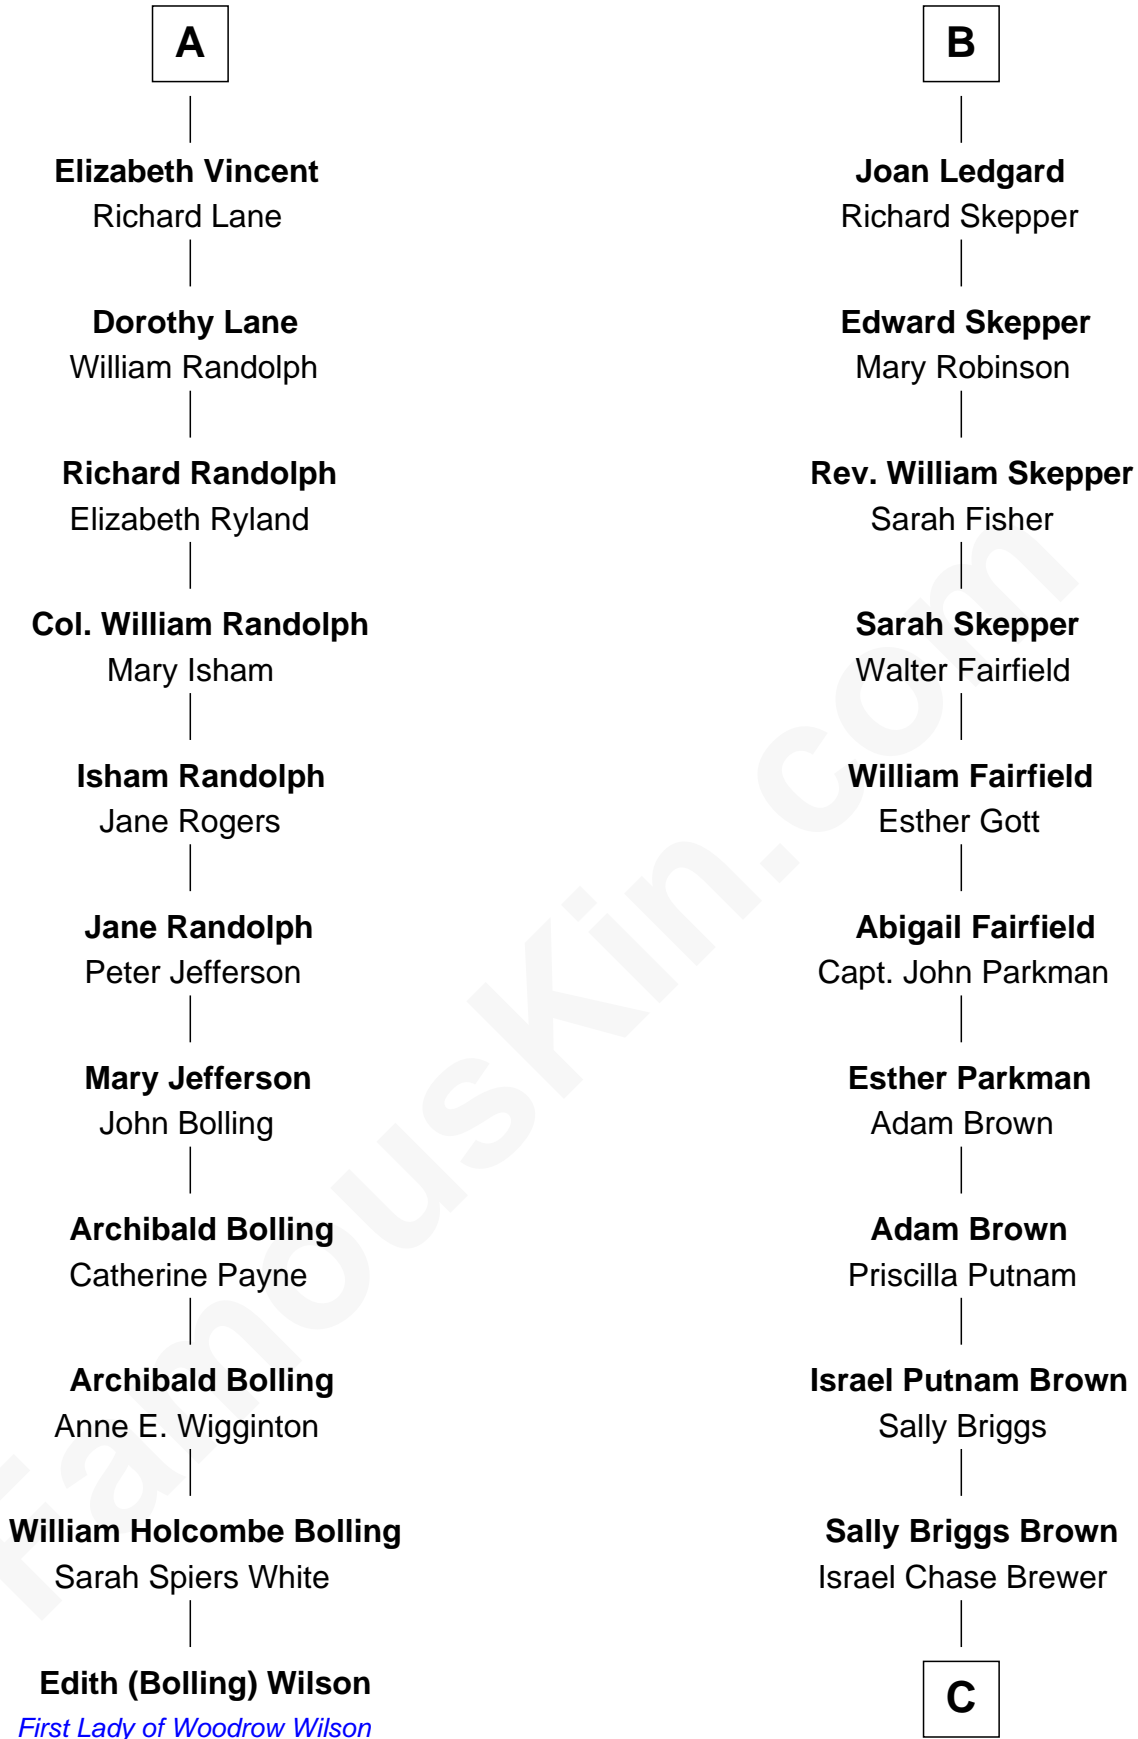 A
Elizabeth Vincent
Richard Lane
Dorothy Lane
William Randolph
Richard Randolph
Elizabeth Ryland
Col. William Randolph
Mary Isham
Isham Randolph
Jane Rogers
Jane Randolph
Peter Jefferson
Mary Jefferson
John Bolling
Archibald Bolling
Catherine Payne
Archibald Bolling
Anne E. Wigginton
William Holcombe Bolling
Sarah Spiers White
Edith (Bolling) Wilson
First Lady of Woodrow Wilson
B
Joan Ledgard
Richard Skepper
Edward Skepper
Mary Robinson
Rev. William Skepper
Sarah Fisher
Sarah Skepper
Walter Fairfield
William Fairfield
Esther Gott
Abigail Fairfield
Capt. John Parkman
Esther Parkman
Adam Brown
Adam Brown
Priscilla Putnam
Israel Putnam Brown
Sally Briggs
Sally Briggs Brown
Israel Chase Brewer
C
FamousKin.com